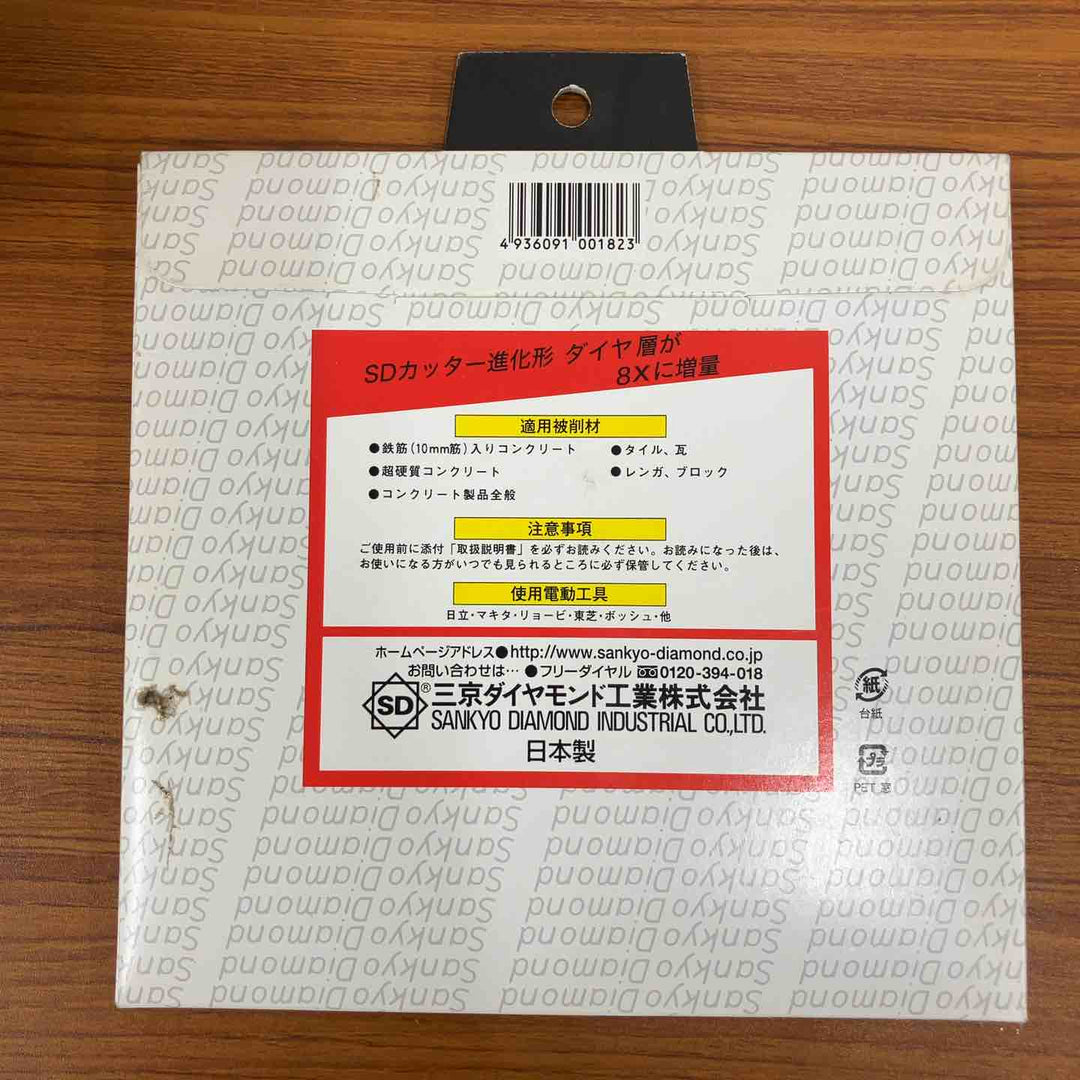 Sankyo Diamond
4 936091 001823
SDカッター進化形 ダイヤ層が
8Xに増量
適用被削材
●鉄筋(10mm筋)入りコンクリート ●タイル、瓦
●超硬質コンクリート ●レンガ、ブロック
●コンクリート製品全般
注意事項
ご使用前に添付「取扱説明書」を必ずお読みください。お読みになった後は、
お使いになる方がいつでも見られるところに必ず保管してください。
使用電動工具
日立・マキタ・リョービ・東芝・ボッシュ・他
ホームページアドレス●http://www.sankyo-diamond.co.jp
お問い合わせは… ●フリーダイヤル 0120-394-018
SD® 三京ダイヤモンド工業株式会社
SANKYO DIAMOND INDUSTRIAL CO.,LTD.
日本製
紙
台紙
プラ
PET 窓